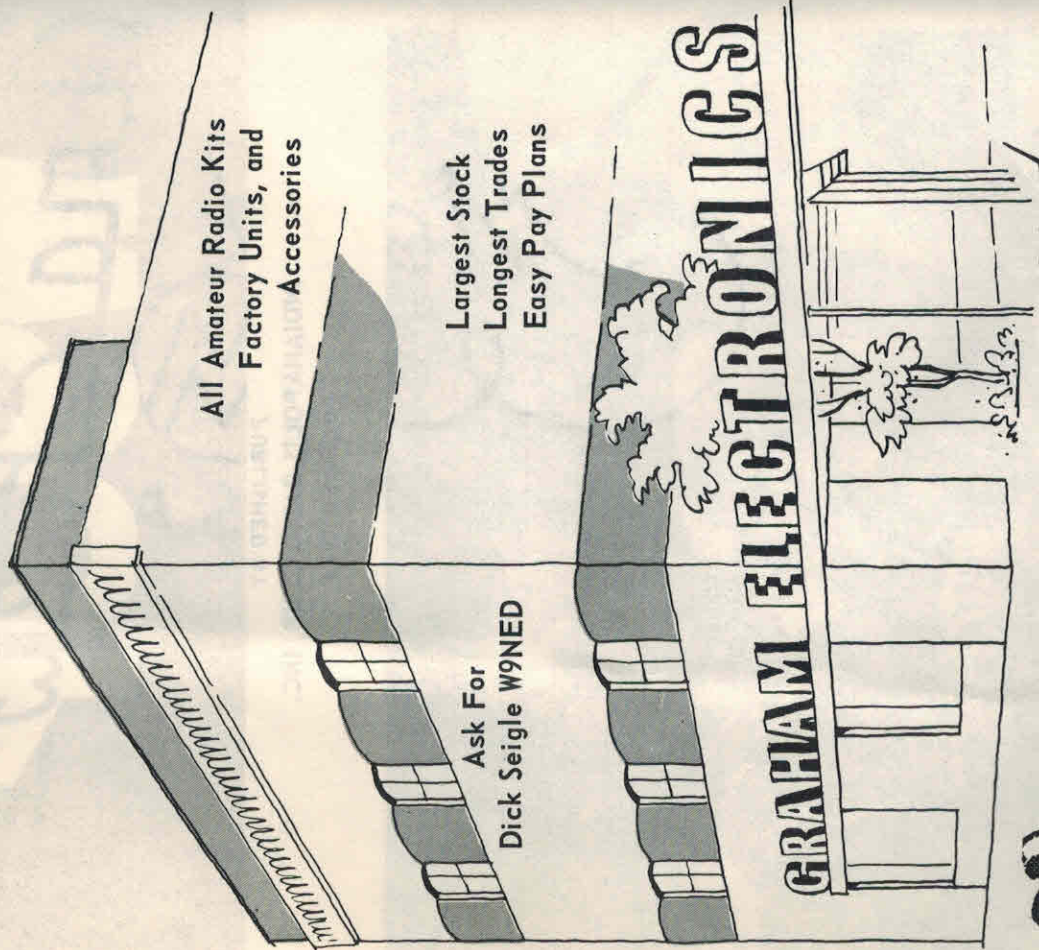 All Amateur Radio Kits
Factory Units, and
Accessories
Largest Stock
Longest Trades
Easy Pay Plans
Ask For
Dick Seigle W9NED
GRAHAM ELECTRONICS